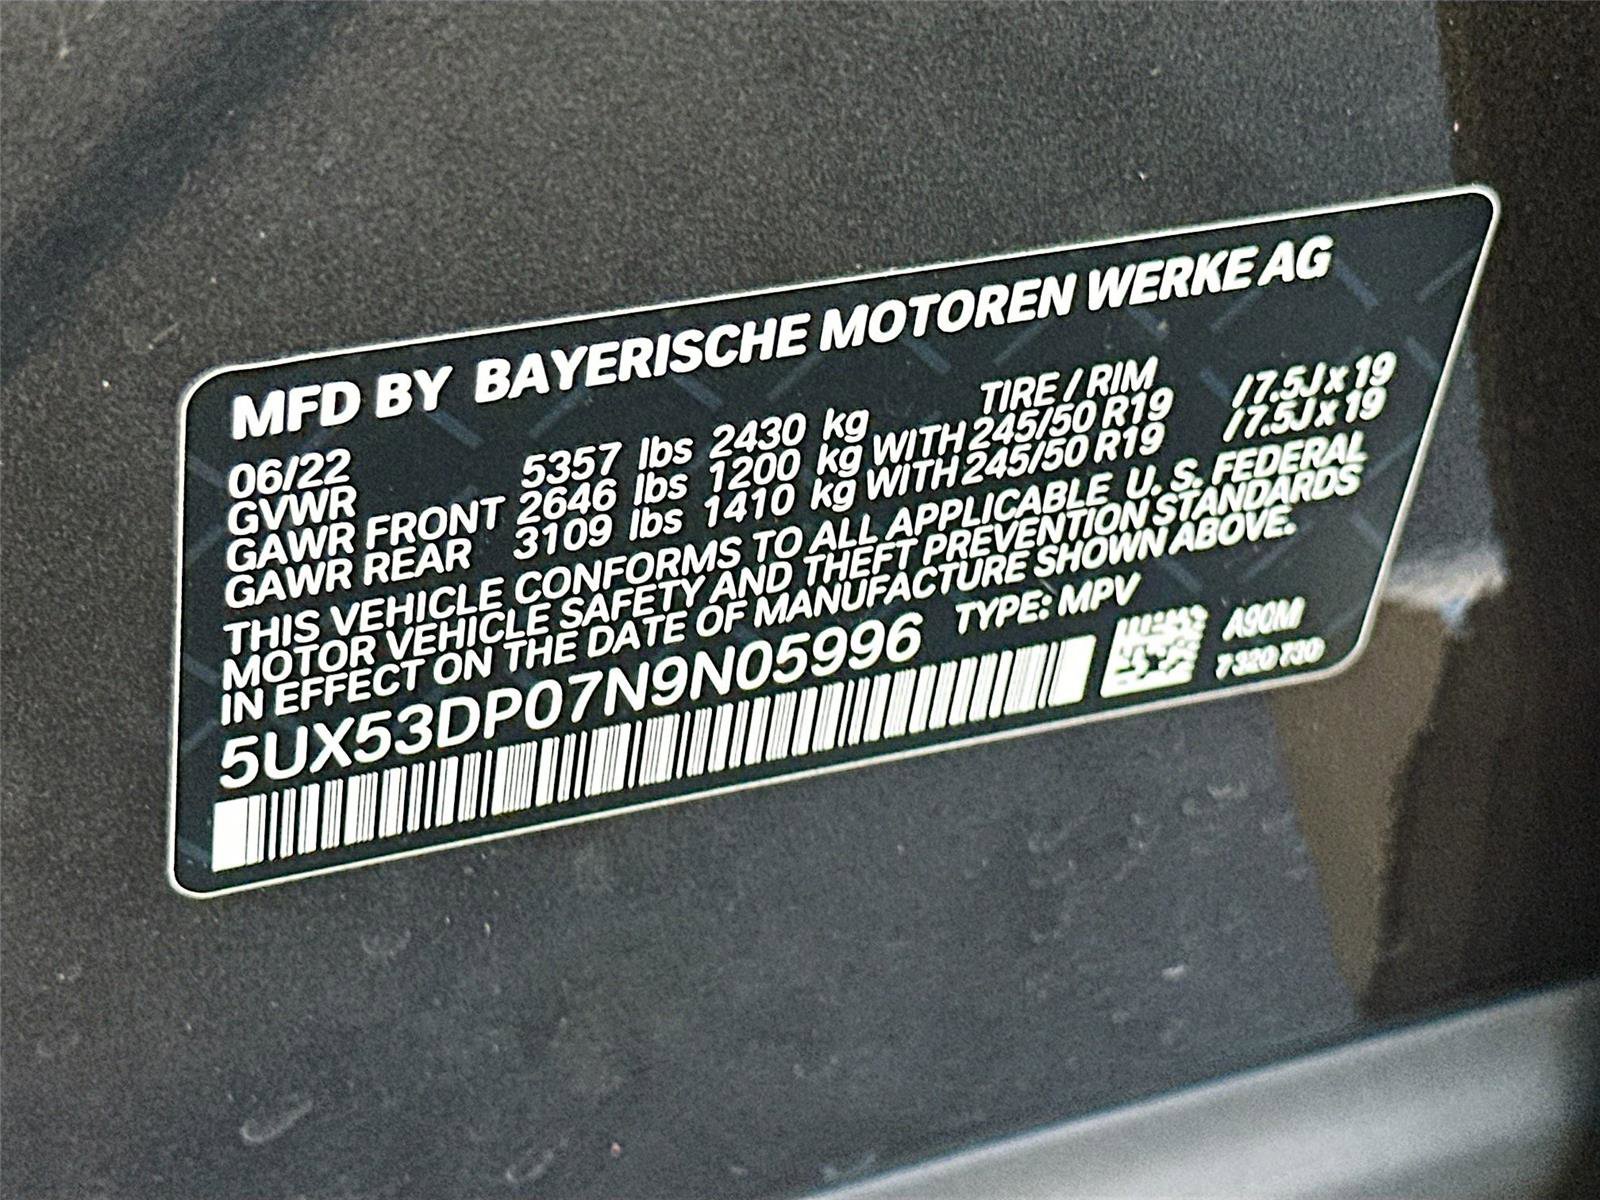 MFD BY BAYERISCHE MOTOREN WERKE AG
06/22 TIRE / RIM
GVWR 5357 lbs 2430 kg
GAWR FRONT 2646 lbs 1200 kg WITH 245/50 R19 /7.5J x 19
GAWR REAR 3109 lbs 1410 kg WITH 245/50 R19 /7.5J x 19
THIS VEHICLE CONFORMS TO ALL APPLICABLE U. S. FEDERAL
MOTOR VEHICLE SAFETY AND THEFT PREVENTION STANDARDS
IN EFFECT ON THE DATE OF MANUFACTURE SHOWN ABOVE.
5UX53DP07N9N05996 TYPE: MPV
A90M
7 320 730